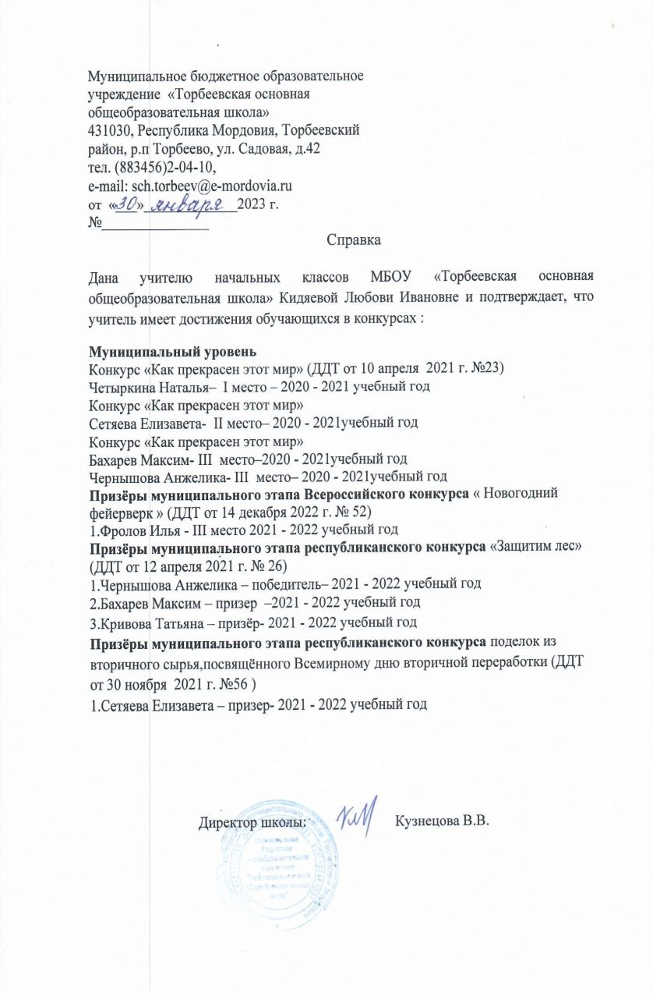 Муниципальное бюджетное образовательное
учреждение «Торбеевская основная
общеобразовательная школа»
431030, Республика Мордовия, Торбеевский
район, р.п Торбеево, ул. Садовая, д.42
тел. (883456)2-04-10,
e-mail: sch.torbeev@e-mordovia.ru
от «30» января 2023 г.
№______________
Справка
Дана учителю начальных классов МБОУ «Торбеевская основная
общеобразовательная школа» Кидяевой Любови Ивановне и подтверждает, что
учитель имеет достижения обучающихся в конкурсах :
Муниципальный уровень
Конкурс «Как прекрасен этот мир» (ДДТ от 10 апреля 2021 г. №23)
Четыркина Наталья– I место – 2020 - 2021 учебный год
Конкурс «Как прекрасен этот мир»
Сетяева Елизавета- II место– 2020 - 2021учебный год
Конкурс «Как прекрасен этот мир»
Бахарев Максим- III место–2020 - 2021учебный год
Чернышова Анжелика- III место– 2020 - 2021учебный год
Призёры муниципального этапа Всероссийского конкурса « Новогодний
фейерверк » (ДДТ от 14 декабря 2022 г. № 52)
1.Фролов Илья - III место 2021 - 2022 учебный год
Призёры муниципального этапа республиканского конкурса «Защитим лес»
(ДДТ от 12 апреля 2021 г. № 26)
1.Чернышова Анжелика – победитель– 2021 - 2022 учебный год
2.Бахарев Максим – призер –2021 - 2022 учебный год
3.Кривова Татьяна – призёр- 2021 - 2022 учебный год
Призёры муниципального этапа республиканского конкурса поделок из
вторичного сырья,посвящённого Всемирному дню вторичной переработки (ДДТ
от 30 ноября 2021 г. №56 )
1.Сетяева Елизавета – призер- 2021 - 2022 учебный год
Директор школы: Кузнецова В.В.